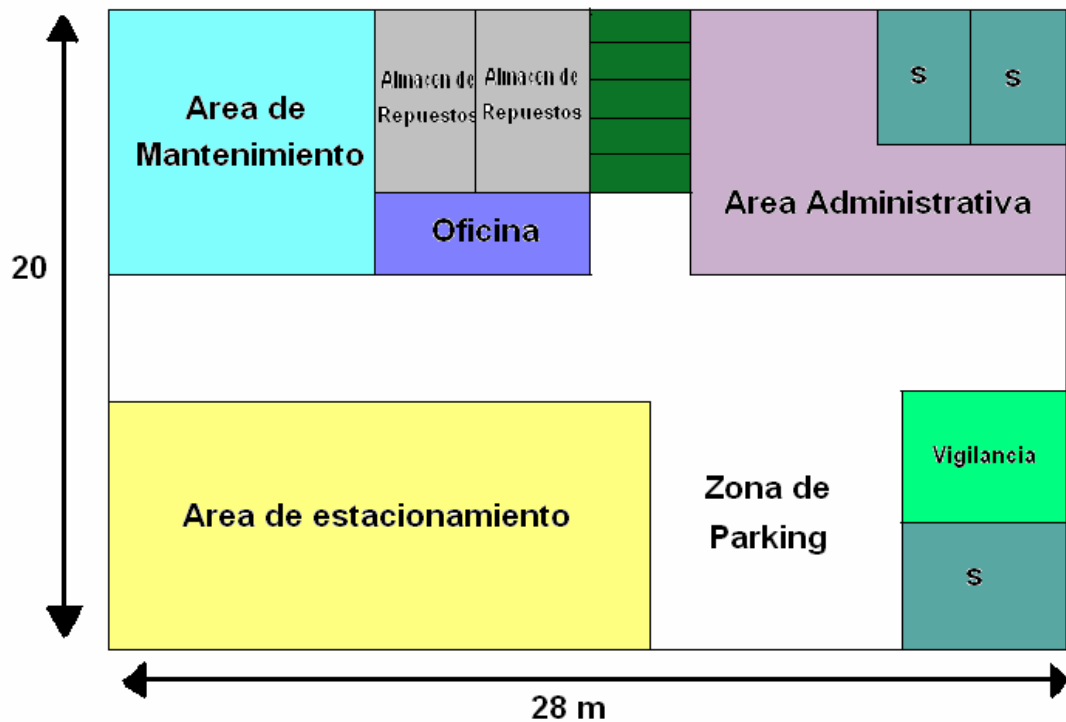 Area de
Mantenimiento
Almacen de
Repuestos
Almacen de
Repuestos
S
S
Area Administrativa
Oficina
20
Area de estacionamiento
Zona de
Parking
Vigilancia
S
28 m